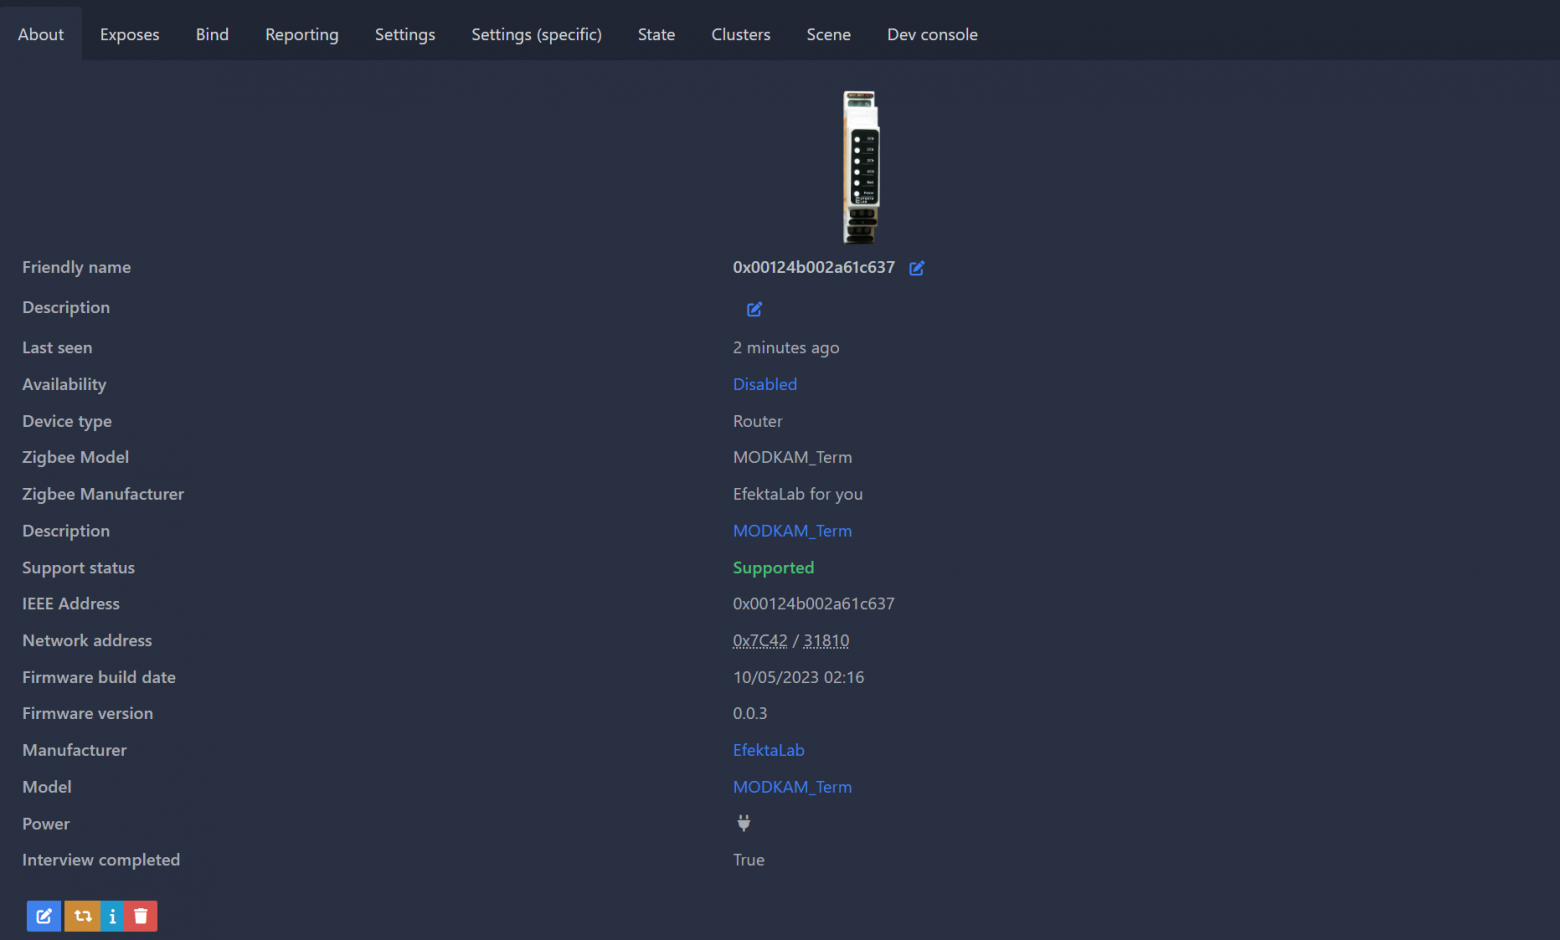 About Exposes Bind Reporting Settings Settings (specific) State Clusters Scene Dev console
Friendly name 0x00124b002a61c637
Description
Last seen 2 minutes ago
Availability Disabled
Device type Router
Zigbee Model MODKAM_Term
Zigbee Manufacturer EfektaLab for you
Description MODKAM_Term
Support status Supported
IEEE Address 0x00124b002a61c637
Network address 0x7C42 / 31810
Firmware build date 10/05/2023 02:16
Firmware version 0.0.3
Manufacturer EfektaLab
Model MODKAM_Term
Power
Interview completed True